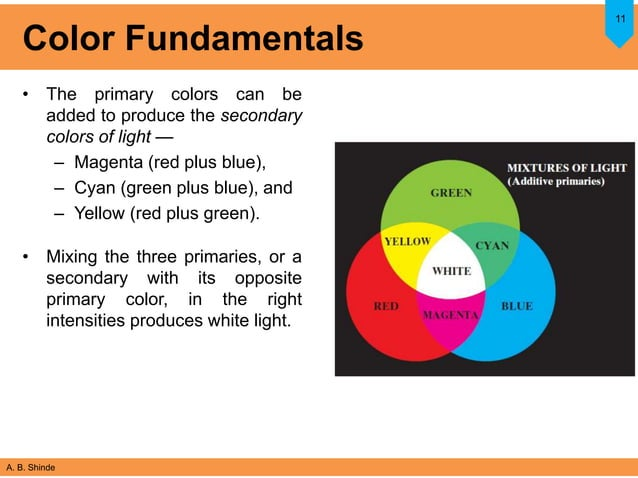 11
Color Fundamentals
• The primary colors can be
added to produce the secondary
colors of light —
– Magenta (red plus blue),
– Cyan (green plus blue), and
– Yellow (red plus green).
• Mixing the three primaries, or a
secondary with its opposite
primary color, in the right
intensities produces white light.
MIXTURES OF LIGHT
(Additive primaries)
GREEN
YELLOW
CYAN
WHITE
RED
MAGENTA
BLUE
A. B. Shinde